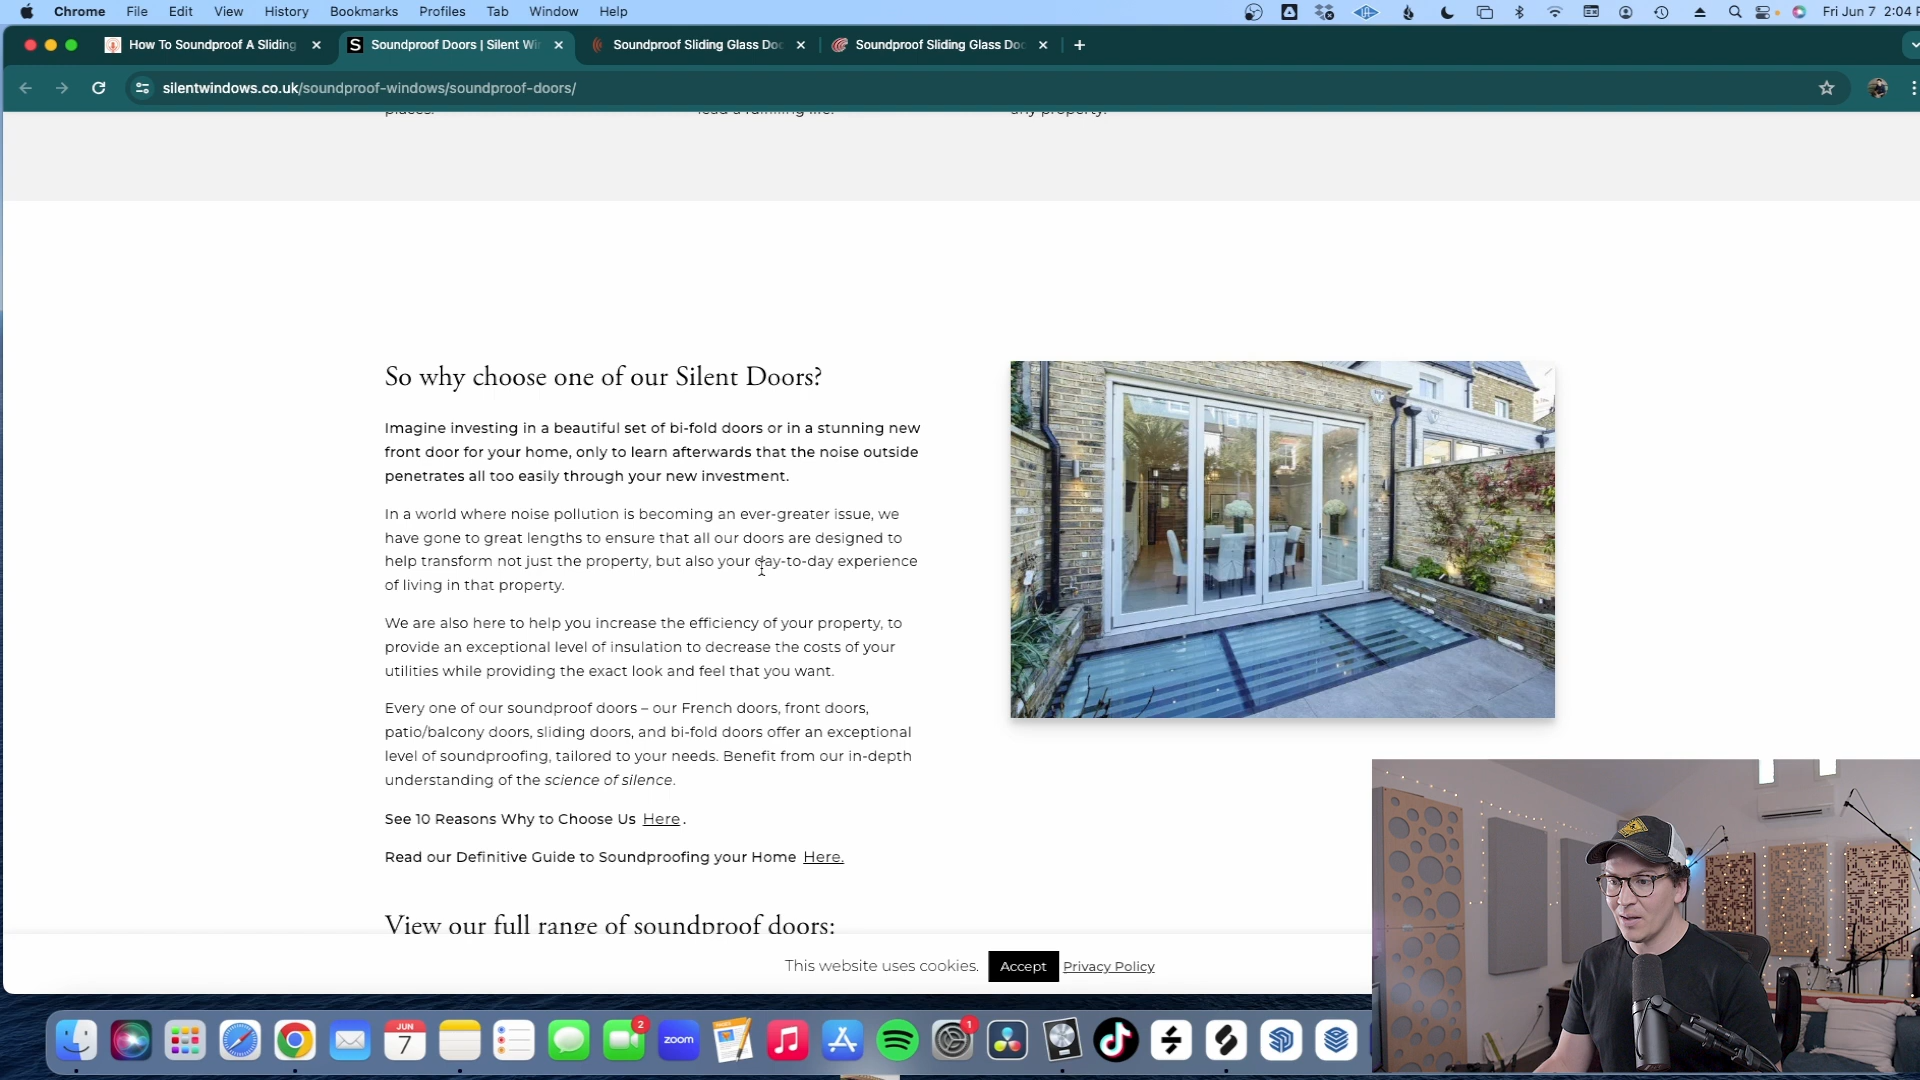 Chrome File Edit View History Bookmarks Profiles Tab Window Help Fri Jun 7 2:04
How To Soundproof A Sliding
Soundproof Doors | Silent Wi
Soundproof Sliding Glass Doo
Soundproof Sliding Glass Doo
silentwindows.co.uk/soundproof-windows/soundproof-doors/
places.
lead a fulfilling life.
any property.
So why choose one of our Silent Doors?
Imagine investing in a beautiful set of bi-fold doors or in a stunning new
front door for your home, only to learn afterwards that the noise outside
penetrates all too easily through your new investment.
In a world where noise pollution is becoming an ever-greater issue, we
have gone to great lengths to ensure that all our doors are designed to
help transform not just the property, but also your day-to-day experience
of living in that property.
We are also here to help you increase the efficiency of your property, to
provide an exceptional level of insulation to decrease the costs of your
utilities while providing the exact look and feel that you want.
Every one of our soundproof doors – our French doors, front doors,
patio/balcony doors, sliding doors, and bi-fold doors offer an exceptional
level of soundproofing, tailored to your needs. Benefit from our in-depth
understanding of the science of silence.
See 10 Reasons Why to Choose Us Here.
Read our Definitive Guide to Soundproofing your Home Here.
View our full range of soundproof doors:
This website uses cookies. Accept Privacy Policy
JUN
7
2
zoom
1